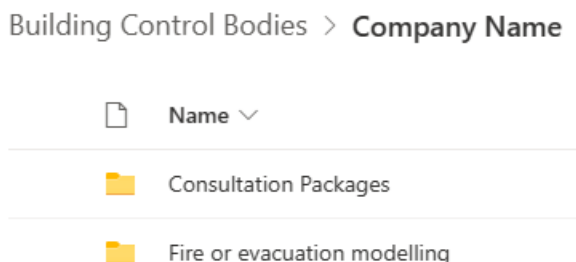 Building Control Bodies > Company Name
Name
Consultation Packages
Fire or evacuation modelling